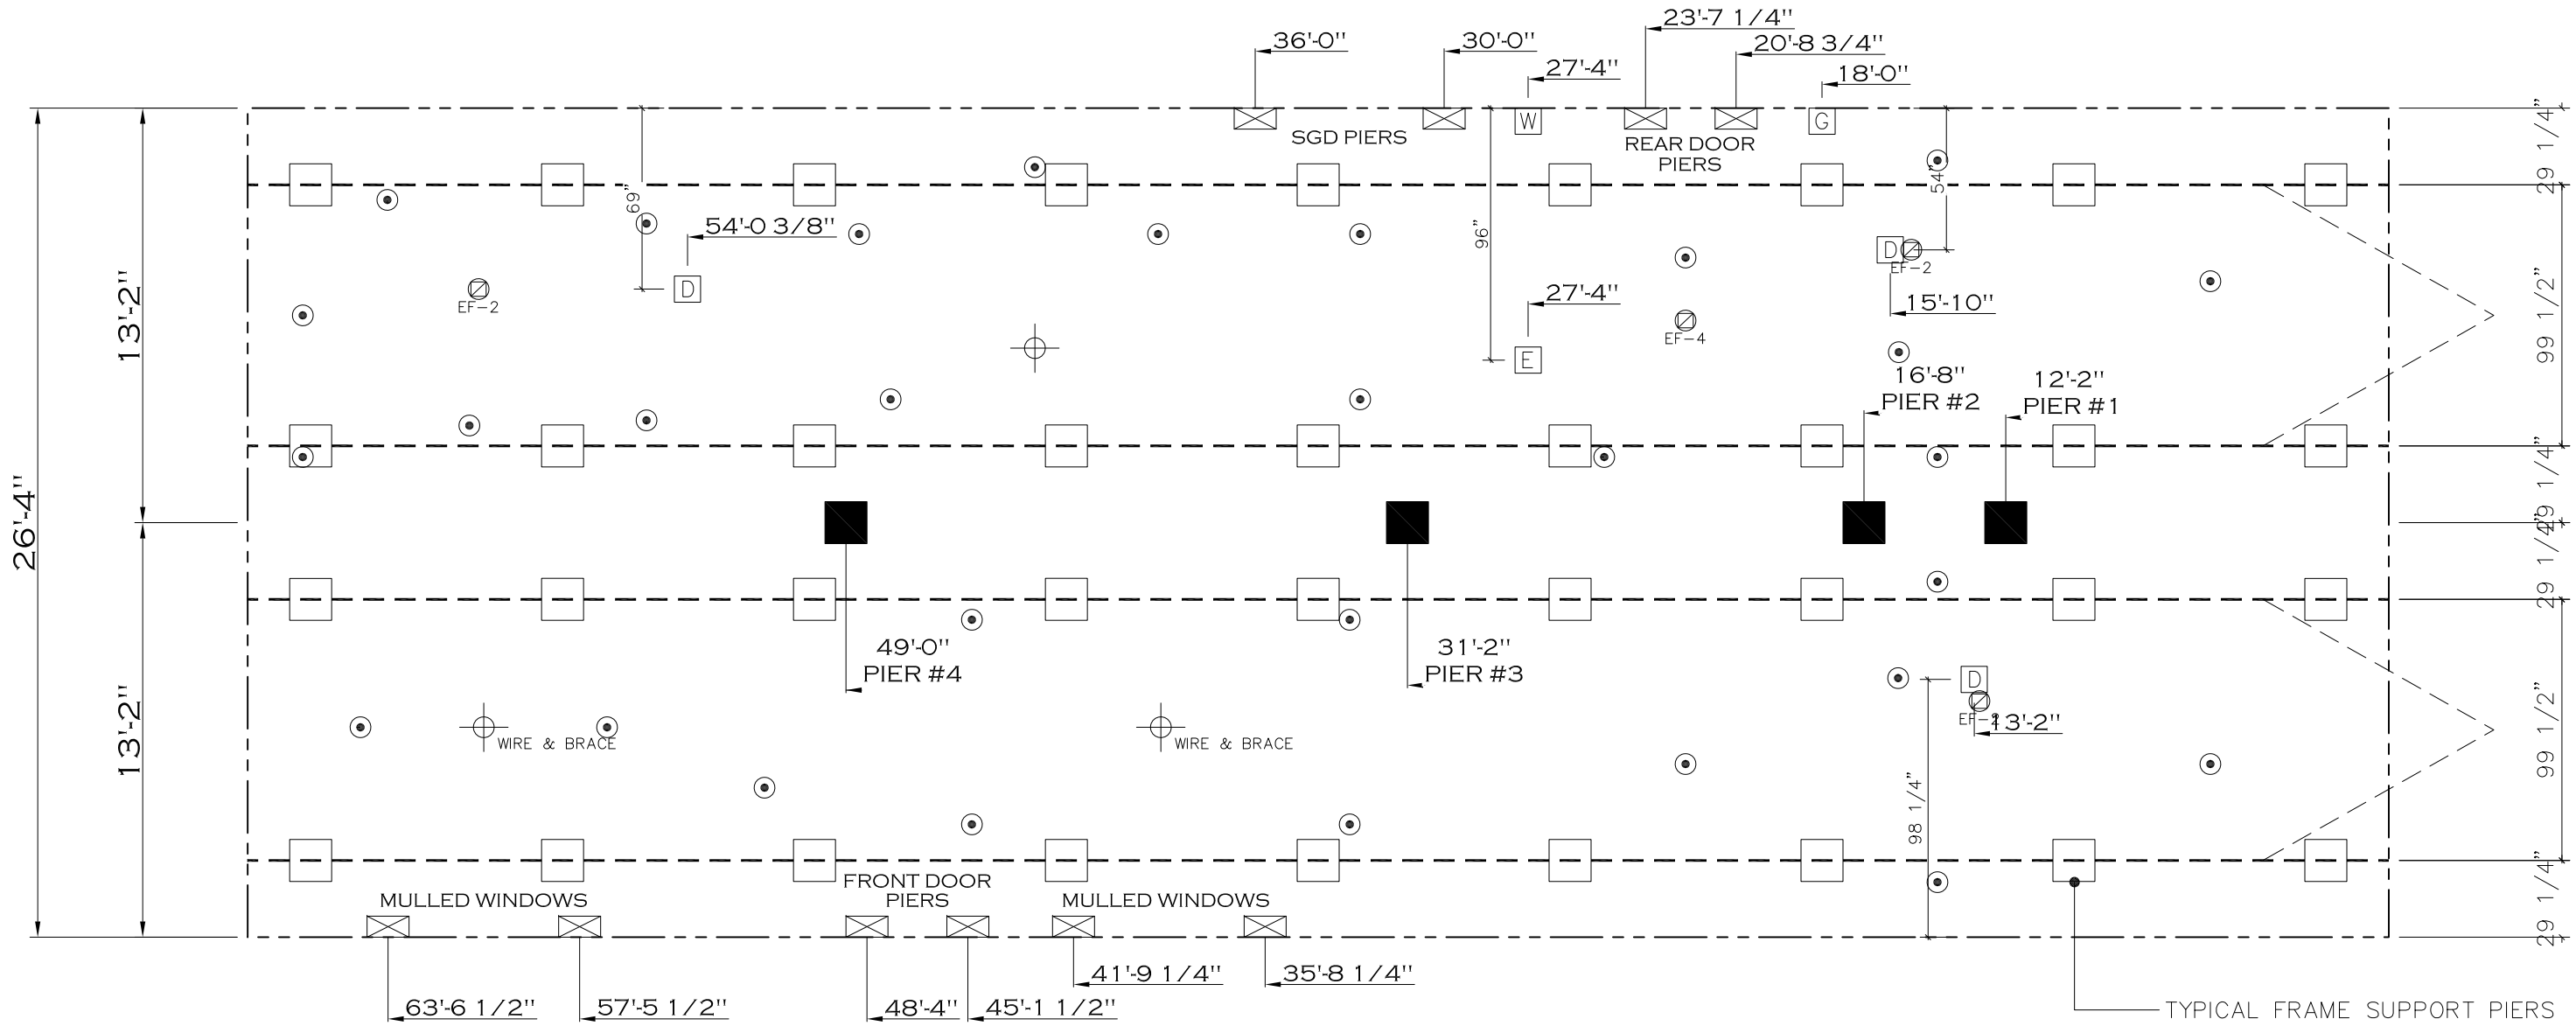 23'-7 1/4"
36'-0"
30'-0"
20'-8 3/4"
27'-4"
18'-0"
W
G
SGD PIERS
REAR DOOR
PIERS
29 1/4"
69"
54"
54'-0 3/8"
96"
D
EF-2
D
EF-2
27'-4"
15'-10"
EF-4
E
13'-2"
99 1/2"
16'-8"
PIER #2
12'-2"
PIER #1
26'-4"
29 1/4"
29 1/4"
49'-0"
PIER #4
31'-2"
PIER #3
D
EF-2
13'-2"
13'-2"
WIRE & BRACE
WIRE & BRACE
99 1/2"
98 1/4"
FRONT DOOR
PIERS
MULLED WINDOWS
MULLED WINDOWS
29 1/4"
41'-9 1/4"
35'-8 1/4"
63'-6 1/2"
57'-5 1/2"
48'-4"
45'-1 1/2"
TYPICAL FRAME SUPPORT PIERS